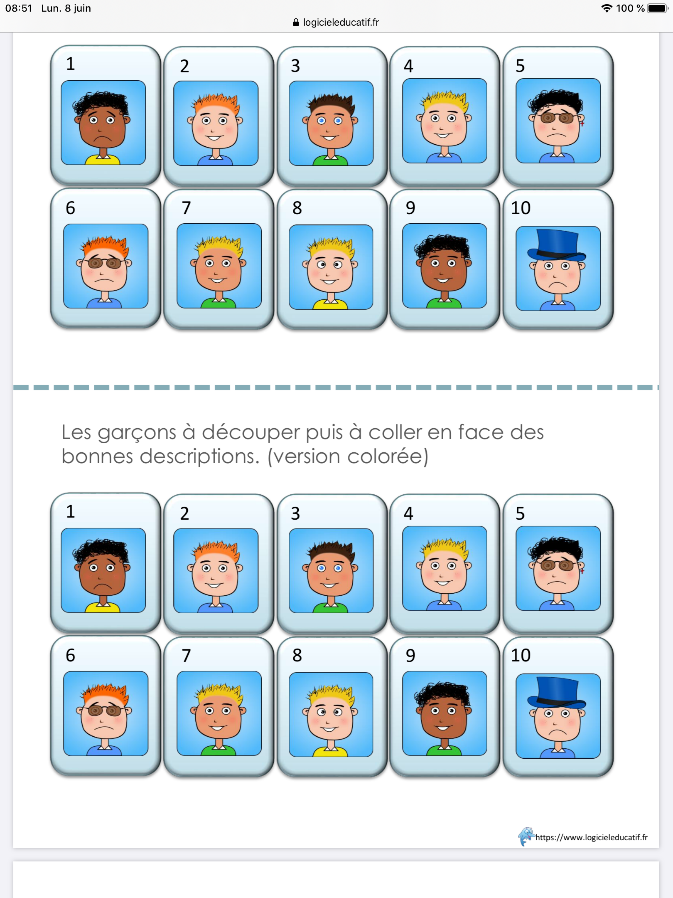 08:51 Lun. 8 juin 100 %
logicieleducatif.fr
1 2 3 4 5
6 7 8 9 10
Les garçons à découper puis à coller en face des
bonnes descriptions. (version colorée)
1 2 3 4 5
6 7 8 9 10
https://www.logicieleducatif.fr